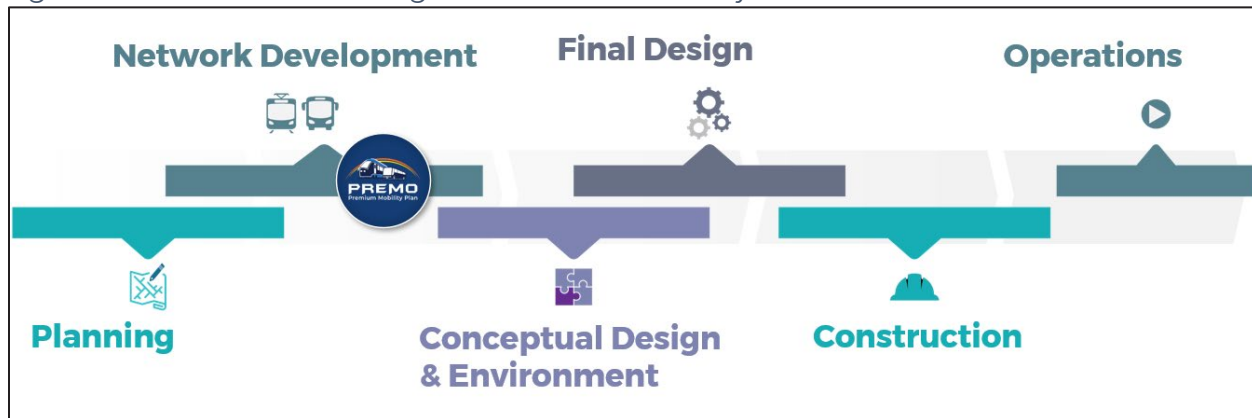 Network Development
Final Design
Operations
PREMO
Premium Mobility Plan
Planning
Conceptual Design
& Environment
Construction